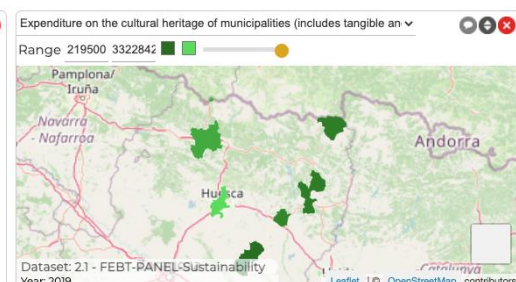 Expenditure on the cultural heritage of municipalities (includes tangible an
Range 219500 3322842
Pamplona/
Iruña
Navarra
- Nafarroa
Andorra
Huesca
Dataset: 2.1 - FEBT-PANEL-Sustainability
Catalunya
Year: 2019
Leaflet | © OpenStreetMap contributors